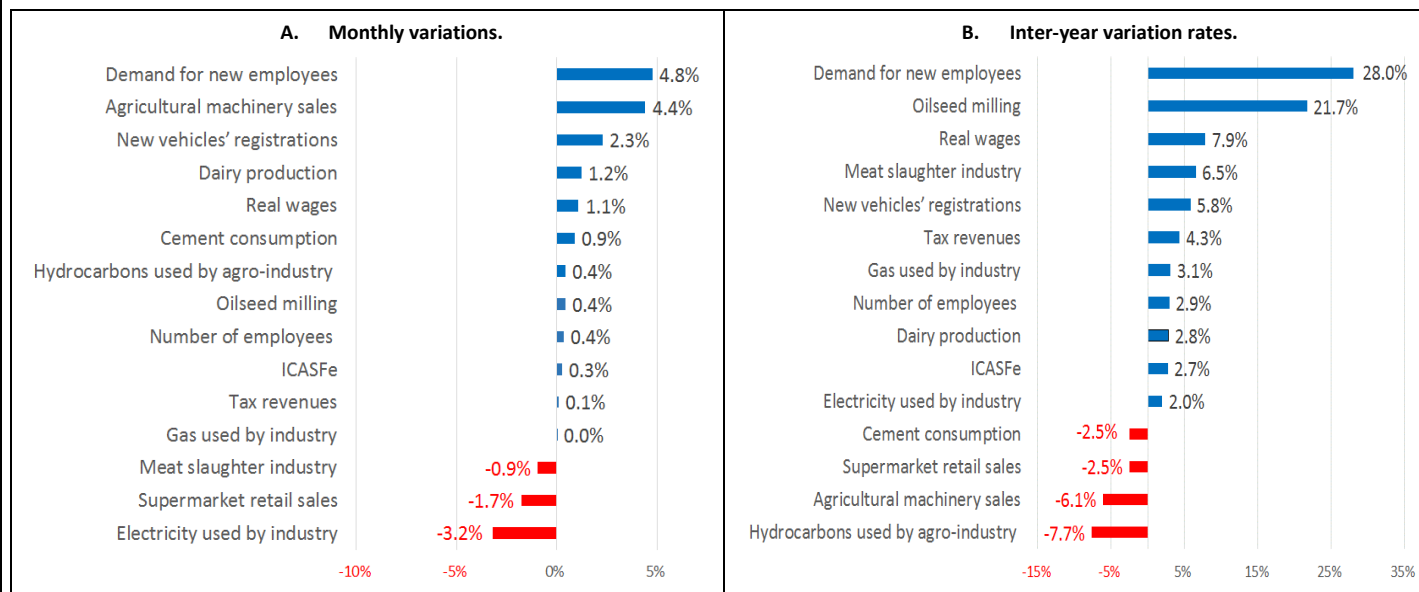 A. Monthly variations.
Demand for new employees 4.8%
Agricultural machinery sales 4.4%
New vehicles’ registrations 2.3%
Dairy production 1.2%
Real wages 1.1%
Cement consumption 0.9%
Hydrocarbons used by agro-industry 0.4%
Oilseed milling 0.4%
Number of employees 0.4%
ICASFe 0.3%
Tax revenues 0.1%
Gas used by industry 0.0%
Meat slaughter industry -0.9%
Supermarket retail sales -1.7%
Electricity used by industry -3.2%
-10% -5% 0% 5%
B. Inter-year variation rates.
Demand for new employees 28.0%
Oilseed milling 21.7%
Real wages 7.9%
Meat slaughter industry 6.5%
New vehicles’ registrations 5.8%
Tax revenues 4.3%
Gas used by industry 3.1%
Number of employees 2.9%
Dairy production 2.8%
ICASFe 2.7%
Electricity used by industry 2.0%
Cement consumption -2.5%
Supermarket retail sales -2.5%
Agricultural machinery sales -6.1%
Hydrocarbons used by agro-industry -7.7%
-15% -5% 5% 15% 25% 35%